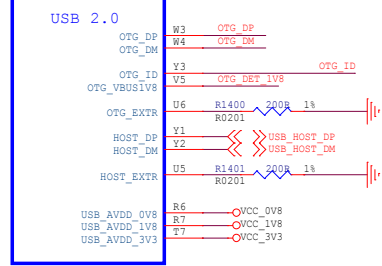 USB 2.0
OTG_DP W3 OTG_DP
OTG_DM W4 OTG_DM
OTG_ID Y3 OTG_ID
OTG_VBUS1V8 V5 OTG_DET_1V8
OTG_EXTR U6 R1400 200R 1%
R0201
HOST_DP Y1 USB_HOST_DP
HOST_DM Y2 USB_HOST_DM
HOST_EXTR U5 R1401 200R 1%
R0201
USB_AVDD_0V8 R6 VCC_0V8
USB_AVDD_1V8 R7 VCC_1V8
USB_AVDD_3V3 T7 VCC_3V3